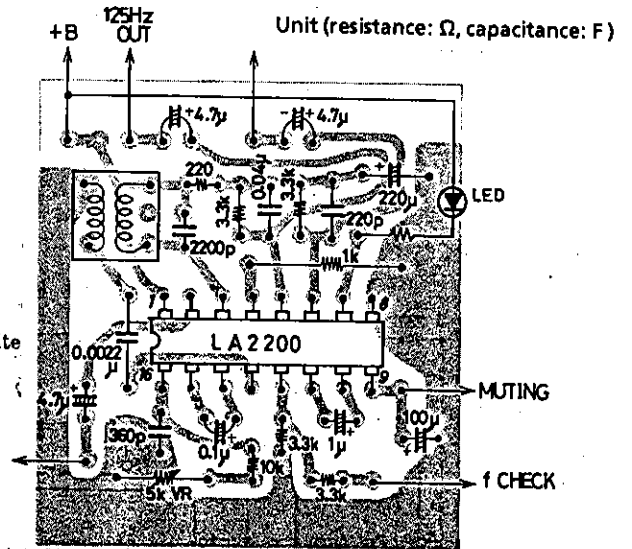 125Hz
+B OUT
Unit (resistance: Ω, capacitance: F)
+4.7μ - +4.7μ
220 0.04μ 3.3k 220μ LED
3.3k
2200p 220p
1k
1 8
LA2200
0.0022
μ
16 9
4.7μ + MUTING
360p 0.1μ + 3.3k 1μ + 100μ
+
10k
5k VR 3.3k f CHECK